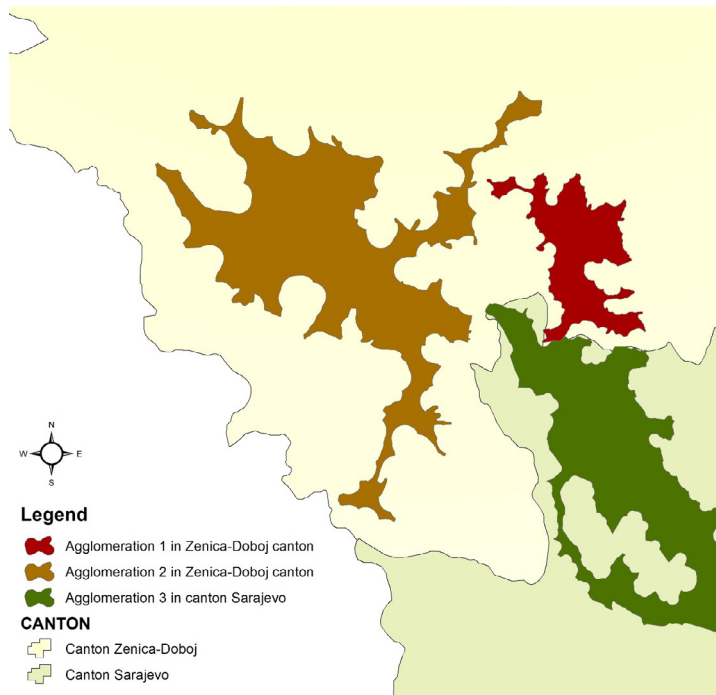 N
W E
S
Legend
Agglomeration 1 in Zenica-Doboj canton
Agglomeration 2 in Zenica-Doboj canton
Agglomeration 3 in canton Sarajevo
CANTON
Canton Zenica-Doboj
Canton Sarajevo